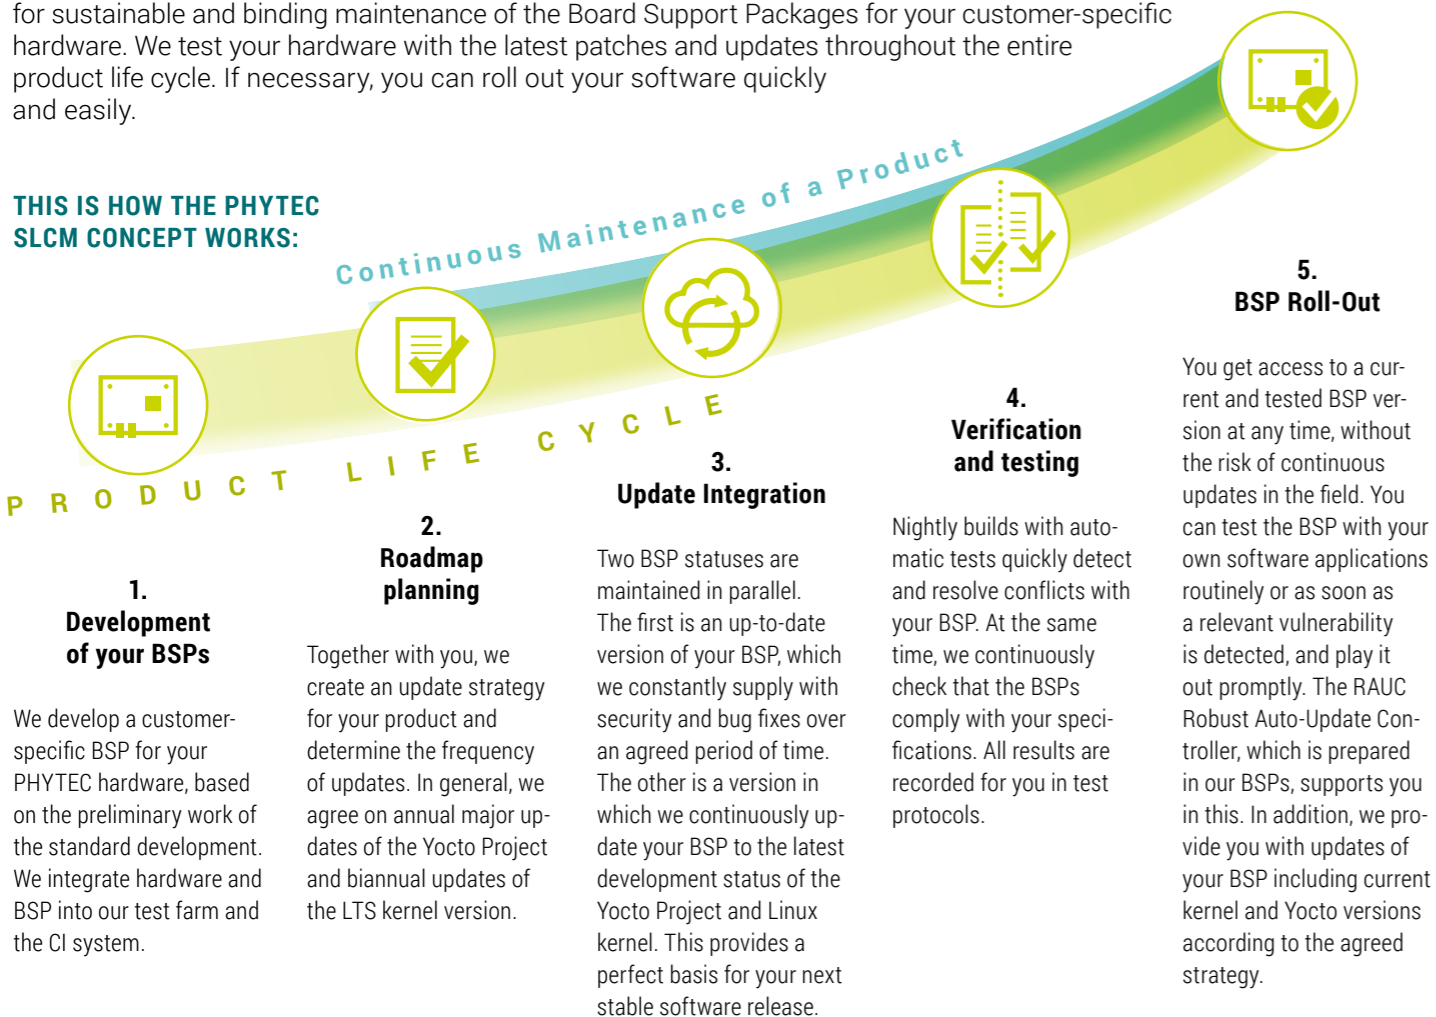 for sustainable and binding maintenance of the Board Support Packages for your customer-specific
hardware. We test your hardware with the latest patches and updates throughout the entire
product life cycle. If necessary, you can roll out your software quickly
and easily.
THIS IS HOW THE PHYTEC
SLCM CONCEPT WORKS:
Continuous Maintenance of a Product
PRODUCT LIFE CYCLE
1.
Development
of your BSPs
We develop a customer-
specific BSP for your
PHYTEC hardware, based
on the preliminary work of
the standard development.
We integrate hardware and
BSP into our test farm and
the CI system.
2.
Roadmap
planning
Together with you, we
create an update strategy
for your product and
determine the frequency
of updates. In general, we
agree on annual major up-
dates of the Yocto Project
and biannual updates of
the LTS kernel version.
3.
Update Integration
Two BSP statuses are
maintained in parallel.
The first is an up-to-date
version of your BSP, which
we constantly supply with
security and bug fixes over
an agreed period of time.
The other is a version in
which we continuously up-
date your BSP to the latest
development status of the
Yocto Project and Linux
kernel. This provides a
perfect basis for your next
stable software release.
4.
Verification
and testing
Nightly builds with auto-
matic tests quickly detect
and resolve conflicts with
your BSP. At the same
time, we continuously
check that the BSPs
comply with your speci-
fications. All results are
recorded for you in test
protocols.
5.
BSP Roll-Out
You get access to a cur-
rent and tested BSP ver-
sion at any time, without
the risk of continuous
updates in the field. You
can test the BSP with your
own software applications
routinely or as soon as
a relevant vulnerability
is detected, and play it
out promptly. The RAUC
Robust Auto-Update Con-
troller, which is prepared
in our BSPs, supports you
in this. In addition, we pro-
vide you with updates of
your BSP including current
kernel and Yocto versions
according to the agreed
strategy.